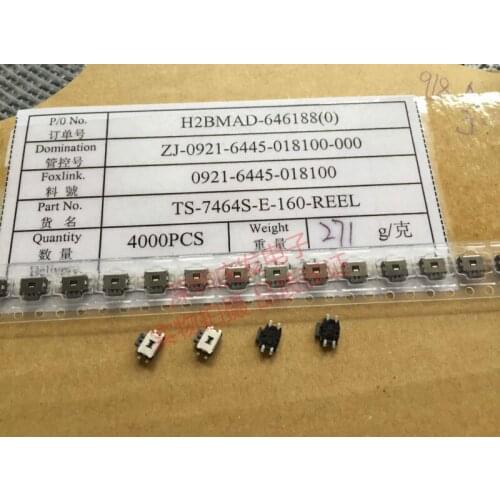 918
P/0 No. 订单号 H2BMAD-646188(0)
Domination 管控号 ZJ-0921-6445-018100-000
Foxlink. 料號 0921-6445-018100
Part No. 货名 TS-7464S-E-160-REEL
Quantity 数量 4000PCS Weight 重量 271 g/克